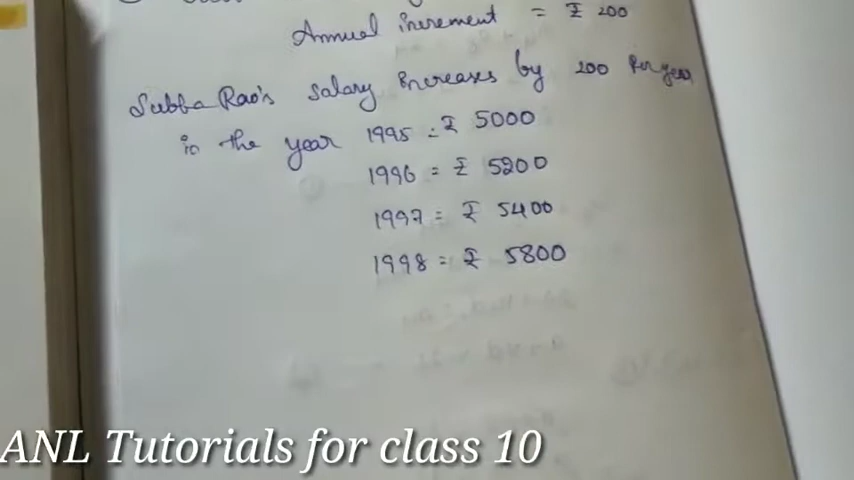 Annual increment = ₹ 200
Subba Rao's salary increases by 200 Per year
in the year 1995 = ₹ 5000
1996 = ₹ 5200
1997 = ₹ 5400
1998 = ₹ 5800
ANL Tutorials for class 10